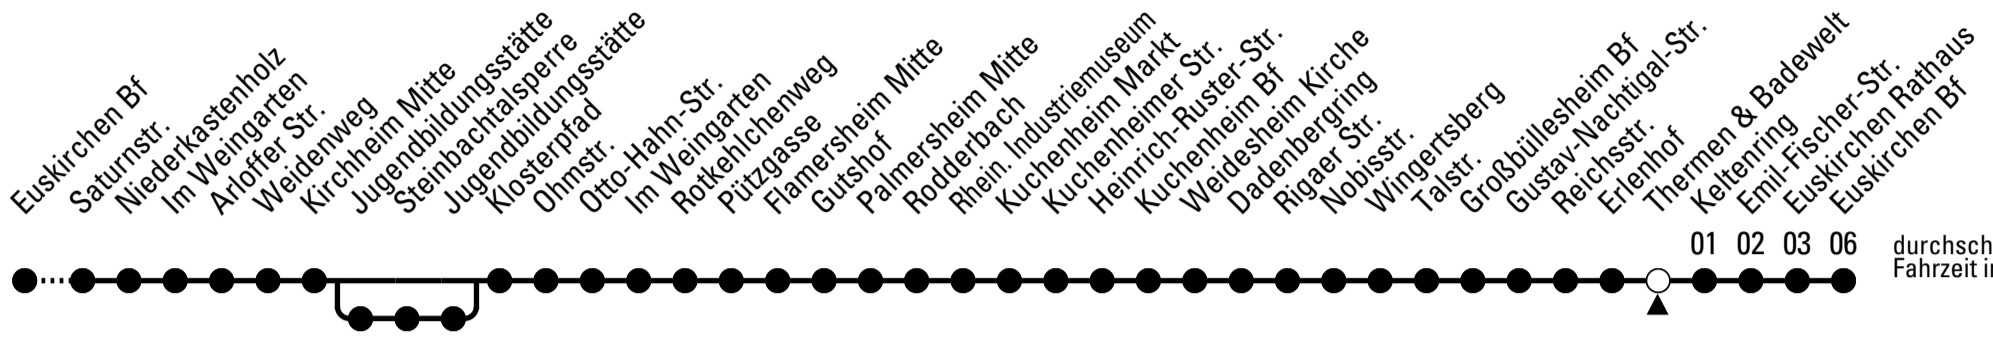 Euskirchen Bf
Saturnstr.
Niederkastenholz
Im Weingarten
Arloffer Str.
Weidenweg
Kirchheim Mitte
Jugendbildungsstätte
Steinbachtalsperre
Jugendbildungsstätte
Klosterpfad
Ohmstr.
Otto-Hahn-Str.
Im Weingarten
Rotkehlchenweg
Pützgasse
Flamersheim Mitte
Gutshof
Palmersheim Mitte
Rodderbach
Rhein. Industriemuseum
Kuchenheim Markt
Kuchenheimer Str.
Heinrich-Ruster-Str.
Kuchenheim Bf
Weidesheim Kirche
Dadenbergring
Rigaer Str.
Nobisstr.
Wingertsberg
Talstr.
Großbüllesheim Bf
Gustav-Nachtigal-Str.
Reichsstr.
Erlenhof
Thermen & Badewelt
Keltenring
Emil-Fischer-Str.
Euskirchen Rathaus
Euskirchen Bf
01 02 03 06
durchsch
Fahrzeit i